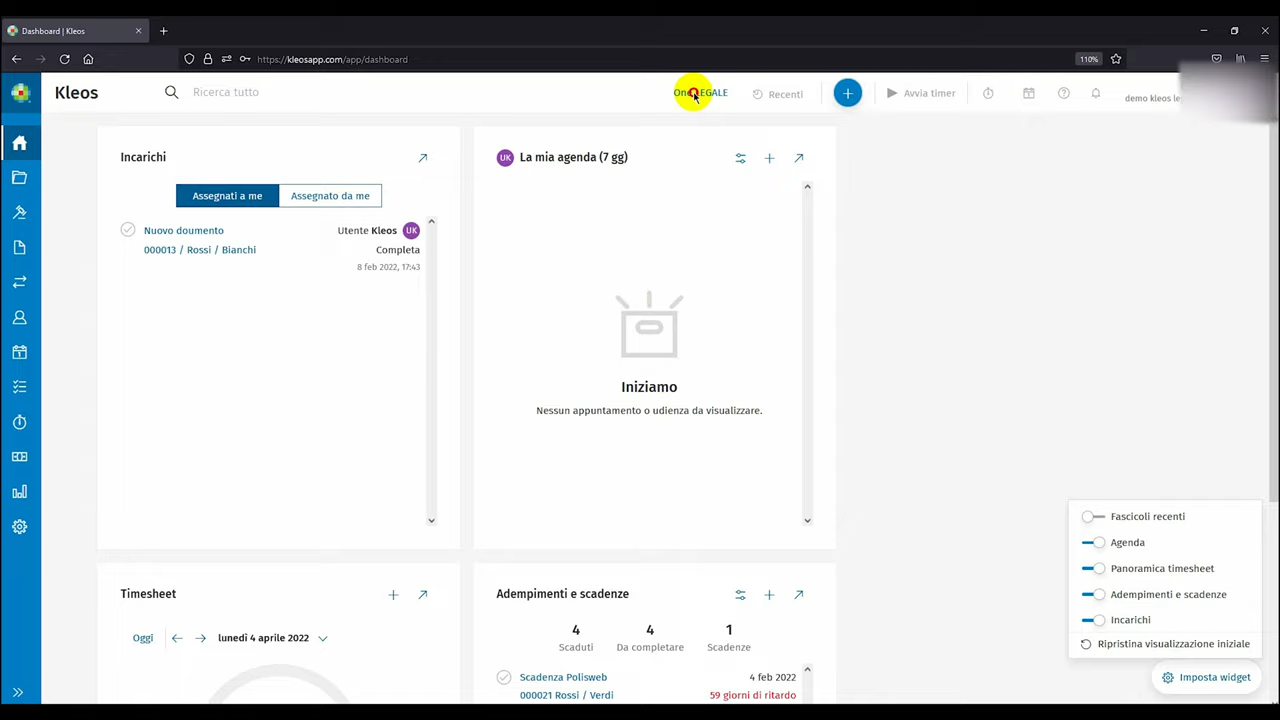 Dashboard | Kleos
https://kleosapp.com/app/dashboard
110%
Kleos
Ricerca tutto
One LEGALE
Recenti
Avvia timer
demo kleos le
Incarichi
Assegnati a me
Assegnato da me
Nuovo doumento
Utente Kleos UK
000013 / Rossi / Bianchi
Completa
8 feb 2022, 17:43
UK La mia agenda (7 gg)
Iniziamo
Nessun appuntamento o udienza da visualizzare.
Timesheet
Oggi
lunedì 4 aprile 2022
Adempimenti e scadenze
4
4
1
Scaduti
Da completare
Scadenze
Scadenza Polisweb
4 feb 2022
000021 Rossi / Verdi
59 giorni di ritardo
Fascicoli recenti
Agenda
Panoramica timesheet
Adempimenti e scadenze
Incarichi
Ripristina visualizzazione iniziale
Imposta widget